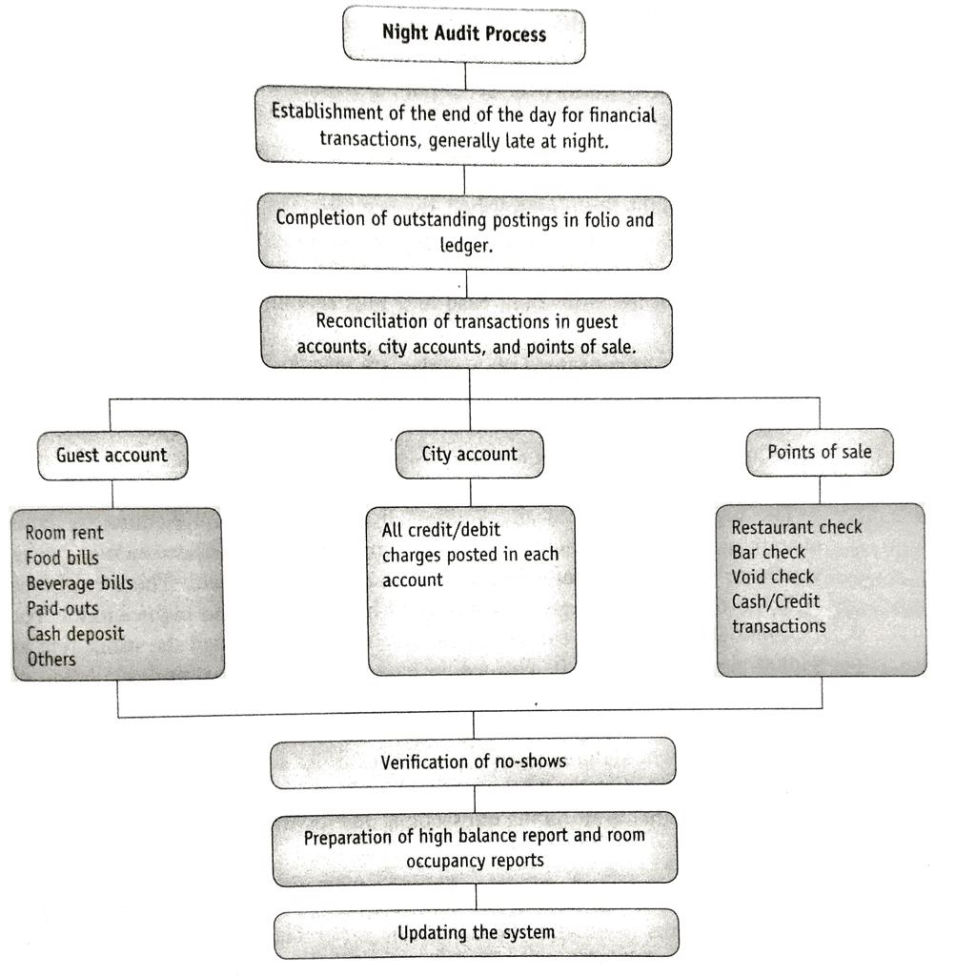 Night Audit Process
Establishment of the end of the day for financial
transactions, generally late at night.
Completion of outstanding postings in folio and
ledger.
Reconciliation of transactions in guest
accounts, city accounts, and points of sale.
Guest account
City account
Points of sale
Room rent
Food bills
Beverage bills
Paid-outs
Cash deposit
Others
All credit/debit
charges posted in each
account
Restaurant check
Bar check
Void check
Cash/Credit
transactions
Verification of no-shows
Preparation of high balance report and room
occupancy reports
Updating the system